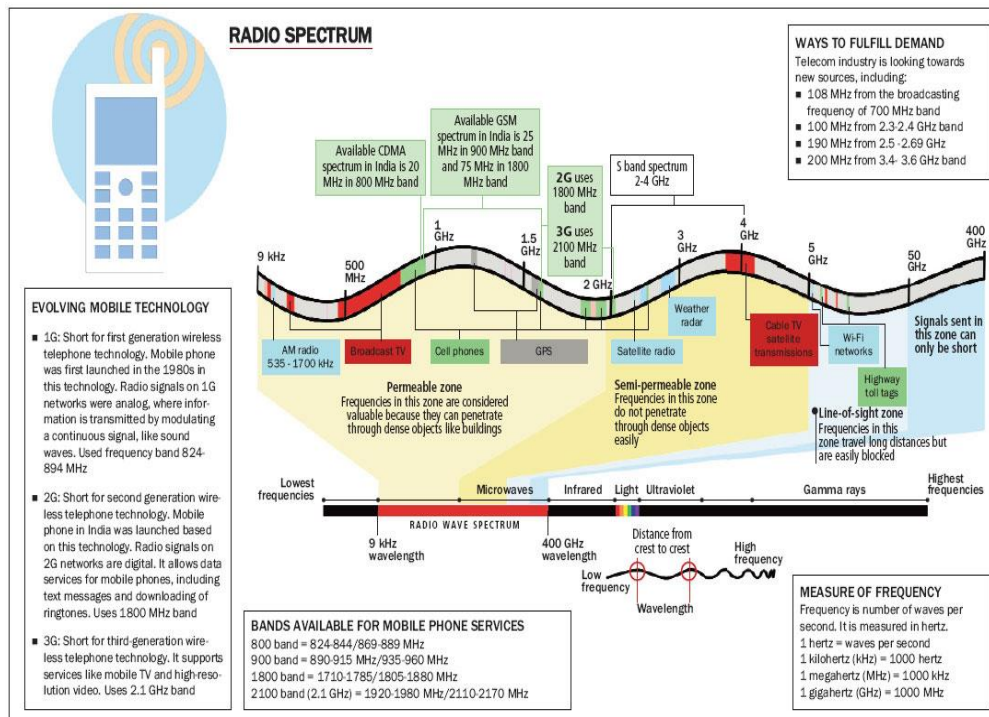 RADIO SPECTRUM
WAYS TO FULFILL DEMAND
Telecom industry is looking towards
new sources, including:
■ 108 MHz from the broadcasting
frequency of 700 MHz band
■ 100 MHz from 2.3-2.4 GHz band
■ 190 MHz from 2.5 -2.69 GHz
■ 200 MHz from 3.4- 3.6 GHz band
Available CDMA
spectrum in India is 20
MHz in 800 MHz band
Available GSM
spectrum in India is 25
MHz in 900 MHz band
and 75 MHz in 1800
MHz band
2G uses
1800 MHz
band
3G uses
2100 MHz
band
S band spectrum
2-4 GHz
9 kHz
500
MHz
1
GHz
1.5
GHz
2 GHz
3
GHz
4
GHz
5
GHz
50
GHz
400
GHz
AM radio
535 - 1700 kHz
Broadcast TV
Cell phones
GPS
Satellite radio
Weather
radar
Cable TV
satellite
transmissions
Wi-Fi
networks
Highway
toll tags
Signals sent in
this zone can
only be short
Permeable zone
Frequencies in this zone are considered
valuable because they can penetrate
through dense objects like buildings
Semi-permeable zone
Frequencies in this zone
do not penetrate
through dense objects
easily
Line-of-sight zone
Frequencies in this
zone travel long distances but
are easily blocked
EVOLVING MOBILE TECHNOLOGY
■ 1G: Short for first generation wireless
telephone technology. Mobile phone
was first launched in the 1980s in
this technology. Radio signals on 1G
networks were analog, where infor-
mation is transmitted by modulating
a continuous signal, like sound
waves. Used frequency band 824-
894 MHz
■ 2G: Short for second generation wire-
less telephone technology. Mobile
phone in India was launched based
on this technology. Radio signals on
2G networks are digital. It allows data
services for mobile phones, including
text messages and downloading of
ringtones. Uses 1800 MHz band
■ 3G: Short for third-generation wire-
less telephone technology. It supports
services like mobile TV and high-reso-
lution video. Uses 2.1 GHz band
Lowest
frequencies
Microwaves
Infrared
Light
Ultraviolet
Gamma rays
Highest
frequencies
RADIO WAVE SPECTRUM
9 kHz
wavelength
400 GHz
wavelength
Distance from
crest to crest
Low
frequency
High
frequency
Wavelength
BANDS AVAILABLE FOR MOBILE PHONE SERVICES
800 band = 824-844/869-889 MHz
900 band = 890-915 MHz/935-960 MHz
1800 band = 1710-1785/1805-1880 MHz
2100 band (2.1 GHz) = 1920-1980 MHz/2110-2170 MHz
MEASURE OF FREQUENCY
Frequency is number of waves per
second. It is measured in hertz.
1 hertz = waves per second
1 kilohertz (kHz) = 1000 hertz
1 megahertz (MHz) = 1000 kHz
1 gigahertz (GHz) = 1000 MHz